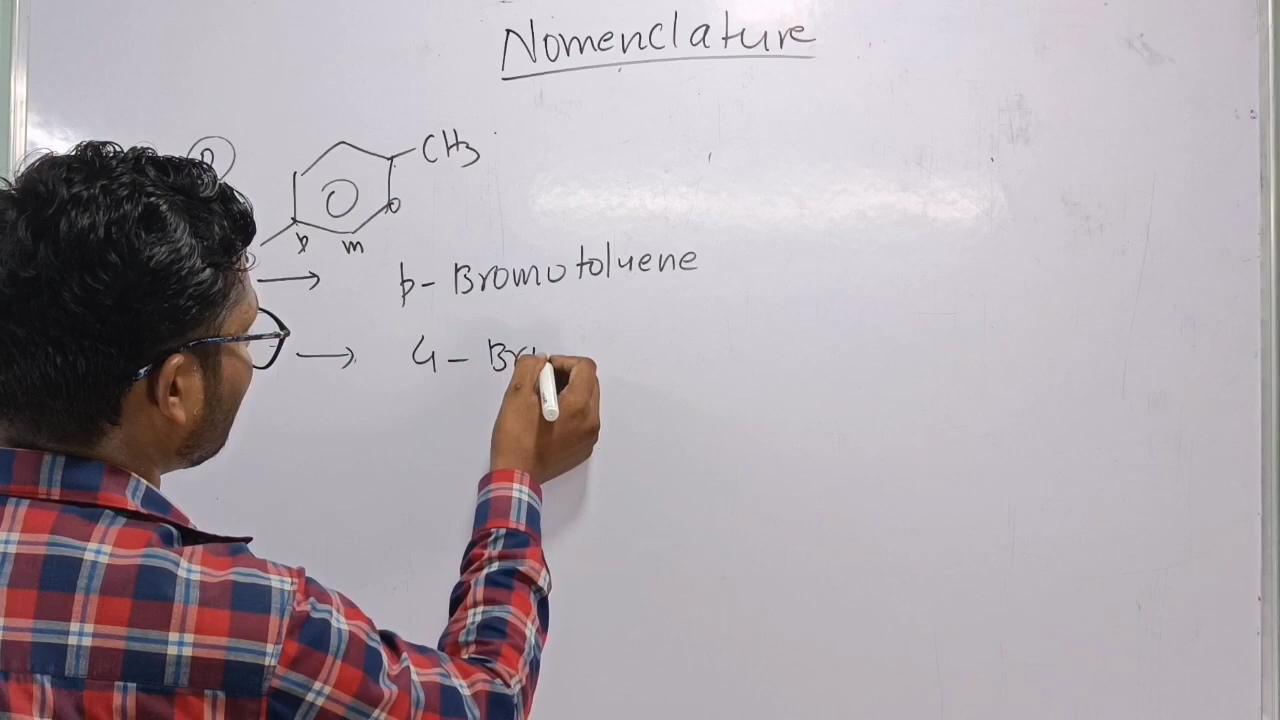 Nomenclature
CH3
o
p m
p- Bromotoluene
4 - Br